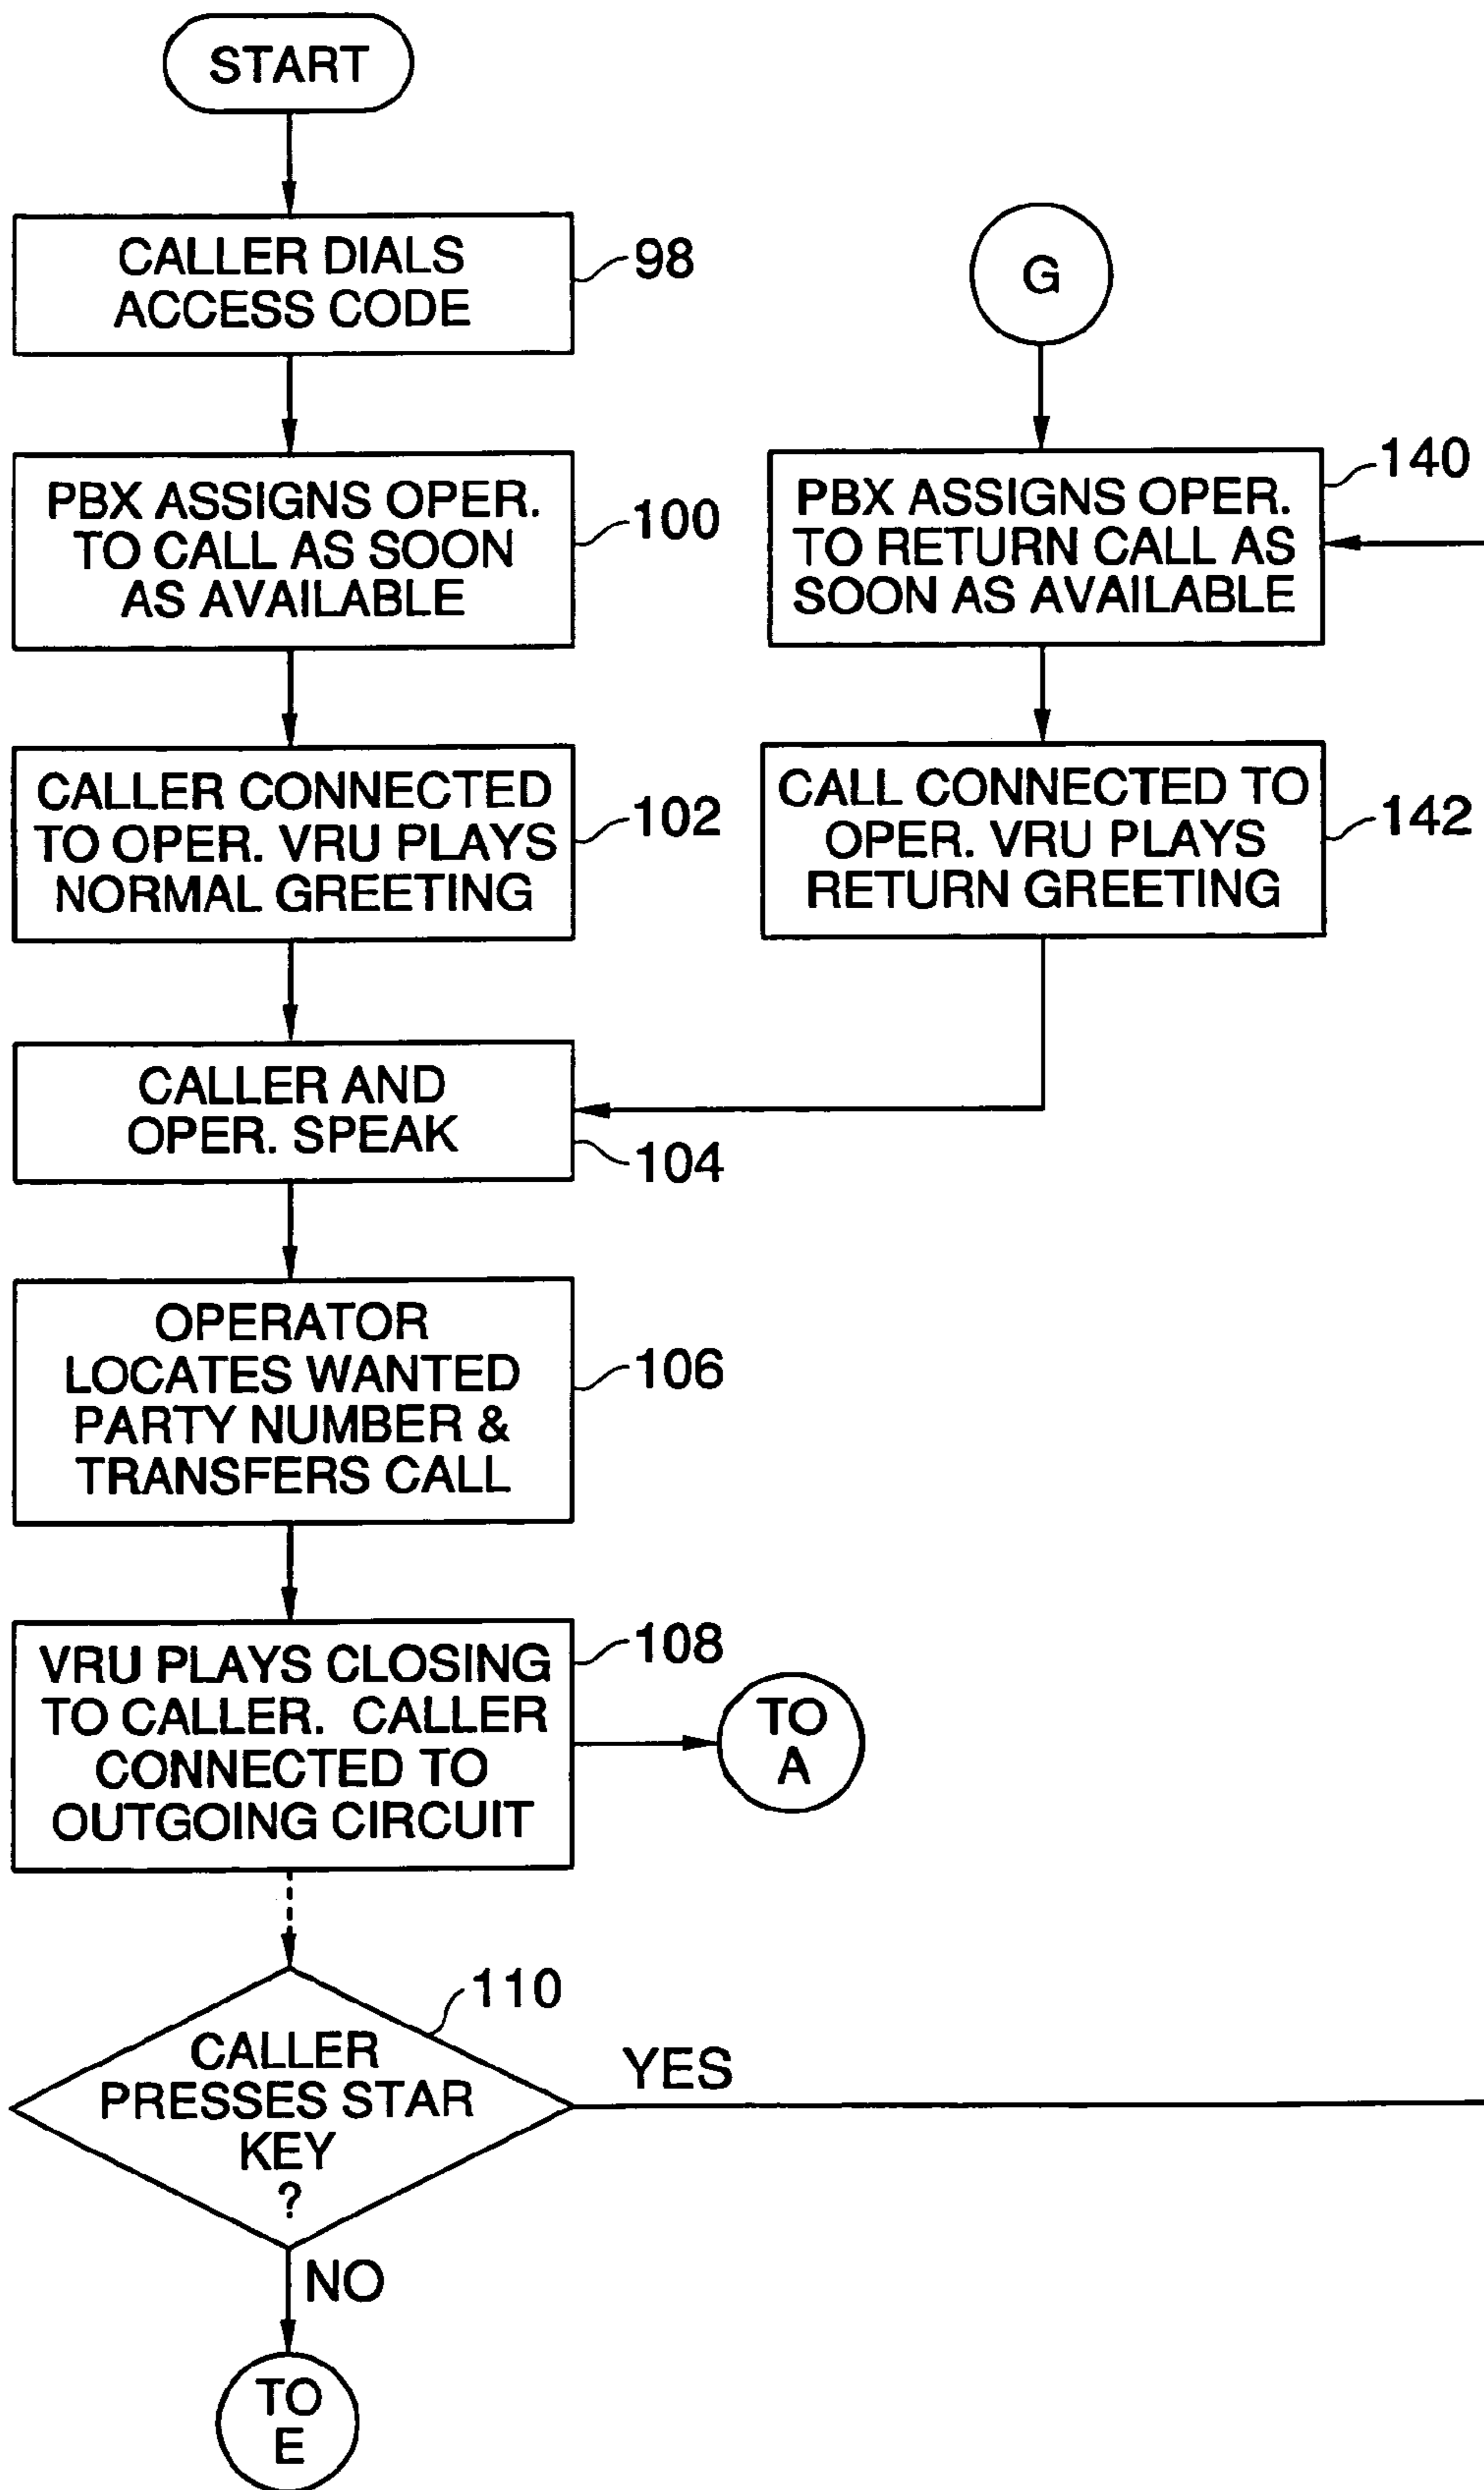 START
CALLER DIALS
ACCESS CODE
98
PBX ASSIGNS OPER.
TO CALL AS SOON
AS AVAILABLE
100
CALLER CONNECTED
TO OPER. VRU PLAYS
NORMAL GREETING
102
CALLER AND
OPER. SPEAK
104
OPERATOR
LOCATES WANTED
PARTY NUMBER &
TRANSFERS CALL
106
VRU PLAYS CLOSING
TO CALLER. CALLER
CONNECTED TO
OUTGOING CIRCUIT
108
TO
A
CALLER
PRESSES STAR
KEY
?
110
YES
NO
TO
E
G
PBX ASSIGNS OPER.
TO RETURN CALL AS
SOON AS AVAILABLE
140
CALL CONNECTED TO
OPER. VRU PLAYS
RETURN GREETING
142